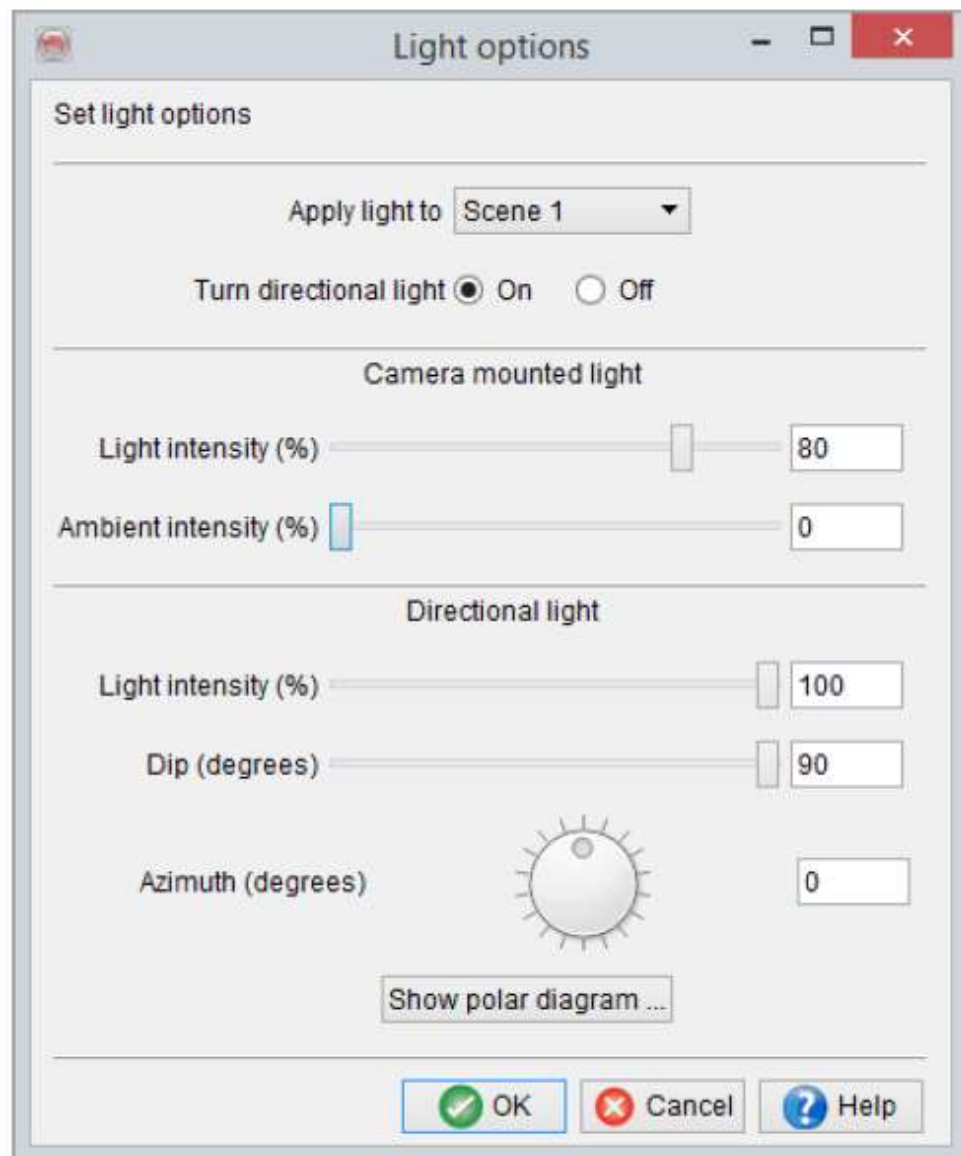 Light options
Set light options
Apply light to Scene 1
Turn directional light On Off
Camera mounted light
Light intensity (%) 80
Ambient intensity (%) 0
Directional light
Light intensity (%) 100
Dip (degrees) 90
Azimuth (degrees) 0
Show polar diagram ...
OK Cancel Help